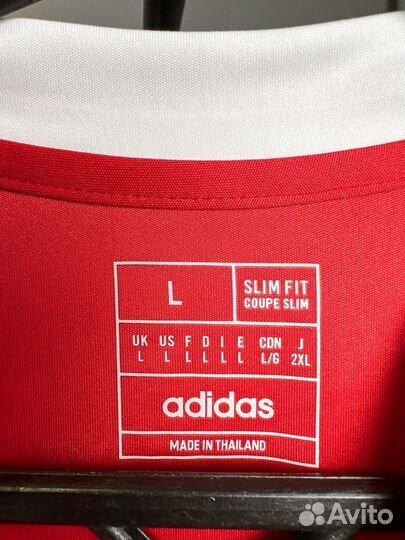 L
SLIM FIT
COUPE SLIM
UK US F D I E CDN J
L L L L L L L/G 2XL
adidas
MADE IN THAILAND
Avito